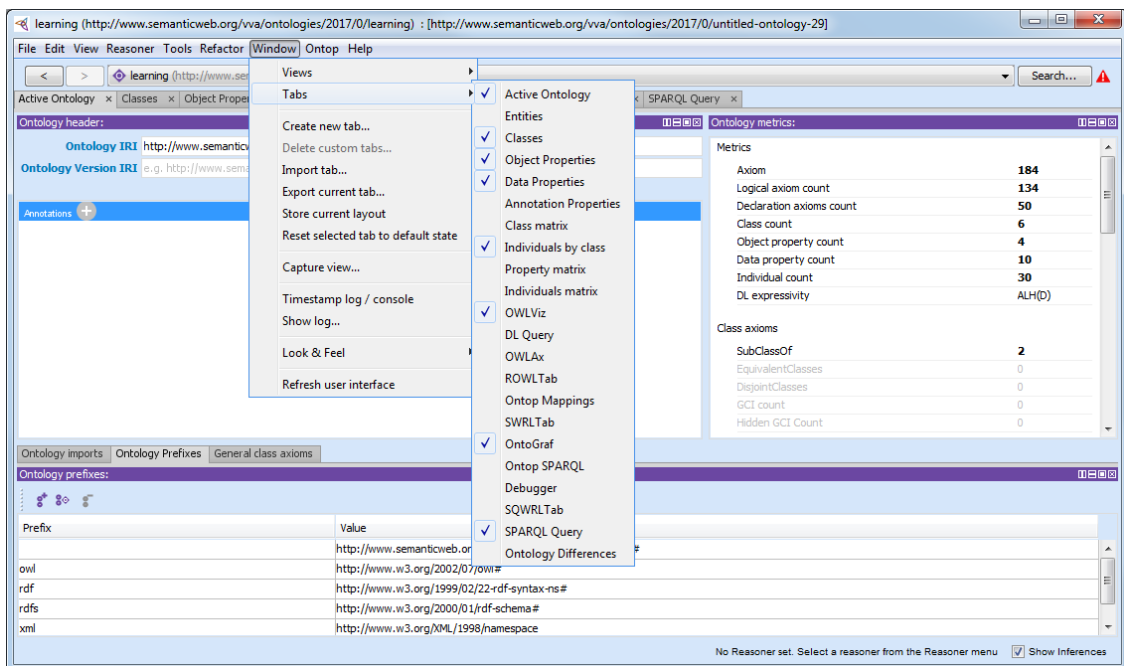 learning (http://www.semanticweb.org/vva/ontologies/2017/0/learning) : [http://www.semanticweb.org/vva/ontologies/2017/0/untitled-ontology-29]
File Edit View Reasoner Tools Refactor Window Ontop Help
< > learning (http://www.se Search...
Active Ontology × Classes × Object Proper × SPARQL Query ×
Ontology header:
Ontology IRI http://www.semantic
Ontology Version IRI e.g. http://www.sema
Annotations +
Views
Tabs
Create new tab...
Delete custom tabs...
Import tab...
Export current tab...
Store current layout
Reset selected tab to default state
Capture view...
Timestamp log / console
Show log...
Look & Feel
Refresh user interface
Active Ontology
Entities
Classes
Object Properties
Data Properties
Annotation Properties
Class matrix
Individuals by class
Property matrix
Individuals matrix
OWLViz
DL Query
OWLAx
ROWLTab
Ontop Mappings
SWRLTab
OntoGraf
Ontop SPARQL
Debugger
SQWRLTab
SPARQL Query
Ontology Differences
Ontology metrics:
Metrics
Axiom 184
Logical axiom count 134
Declaration axioms count 50
Class count 6
Object property count 4
Data property count 10
Individual count 30
DL expressivity ALH(D)
Class axioms
SubClassOf 2
EquivalentClasses 0
DisjointClasses 0
GCI count 0
Hidden GCI Count 0
Ontology imports Ontology Prefixes General class axioms
Ontology prefixes:
Prefix Value
http://www.semanticweb.or #
owl http://www.w3.org/2002/07/owl#
rdf http://www.w3.org/1999/02/22-rdf-syntax-ns#
rdfs http://www.w3.org/2000/01/rdf-schema#
xml http://www.w3.org/XML/1998/namespace
No Reasoner set. Select a reasoner from the Reasoner menu Show Inferences